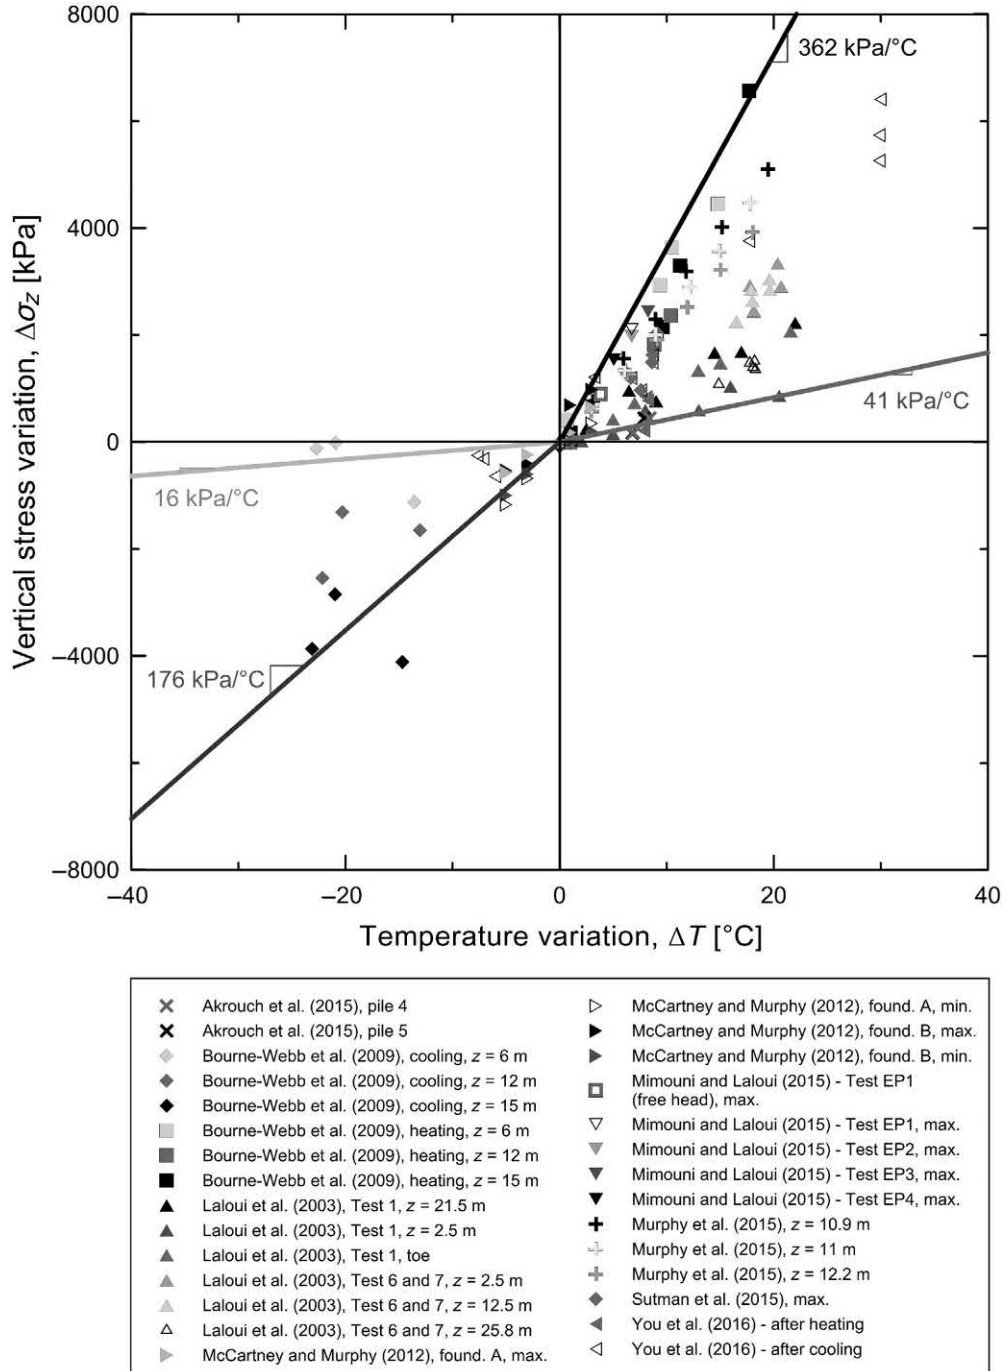 8000
362 kPa/°C
4000
41 kPa/°C
0
16 kPa/°C
–4000
176 kPa/°C
–8000
–40
–20
0
20
40
Vertical stress variation, Δσz [kPa]
Temperature variation, ΔT [°C]
Akrouch et al. (2015), pile 4
Akrouch et al. (2015), pile 5
Bourne-Webb et al. (2009), cooling, z = 6 m
Bourne-Webb et al. (2009), cooling, z = 12 m
Bourne-Webb et al. (2009), cooling, z = 15 m
Bourne-Webb et al. (2009), heating, z = 6 m
Bourne-Webb et al. (2009), heating, z = 12 m
Bourne-Webb et al. (2009), heating, z = 15 m
Laloui et al. (2003), Test 1, z = 21.5 m
Laloui et al. (2003), Test 1, z = 2.5 m
Laloui et al. (2003), Test 1, toe
Laloui et al. (2003), Test 6 and 7, z = 2.5 m
Laloui et al. (2003), Test 6 and 7, z = 12.5 m
Laloui et al. (2003), Test 6 and 7, z = 25.8 m
McCartney and Murphy (2012), found. A, max.
McCartney and Murphy (2012), found. A, min.
McCartney and Murphy (2012), found. B, max.
McCartney and Murphy (2012), found. B, min.
Mimouni and Laloui (2015) - Test EP1
(free head), max.
Mimouni and Laloui (2015) - Test EP1, max.
Mimouni and Laloui (2015) - Test EP2, max.
Mimouni and Laloui (2015) - Test EP3, max.
Mimouni and Laloui (2015) - Test EP4, max.
Murphy et al. (2015), z = 10.9 m
Murphy et al. (2015), z = 11 m
Murphy et al. (2015), z = 12.2 m
Sutman et al. (2015), max.
You et al. (2016) - after heating
You et al. (2016) - after cooling